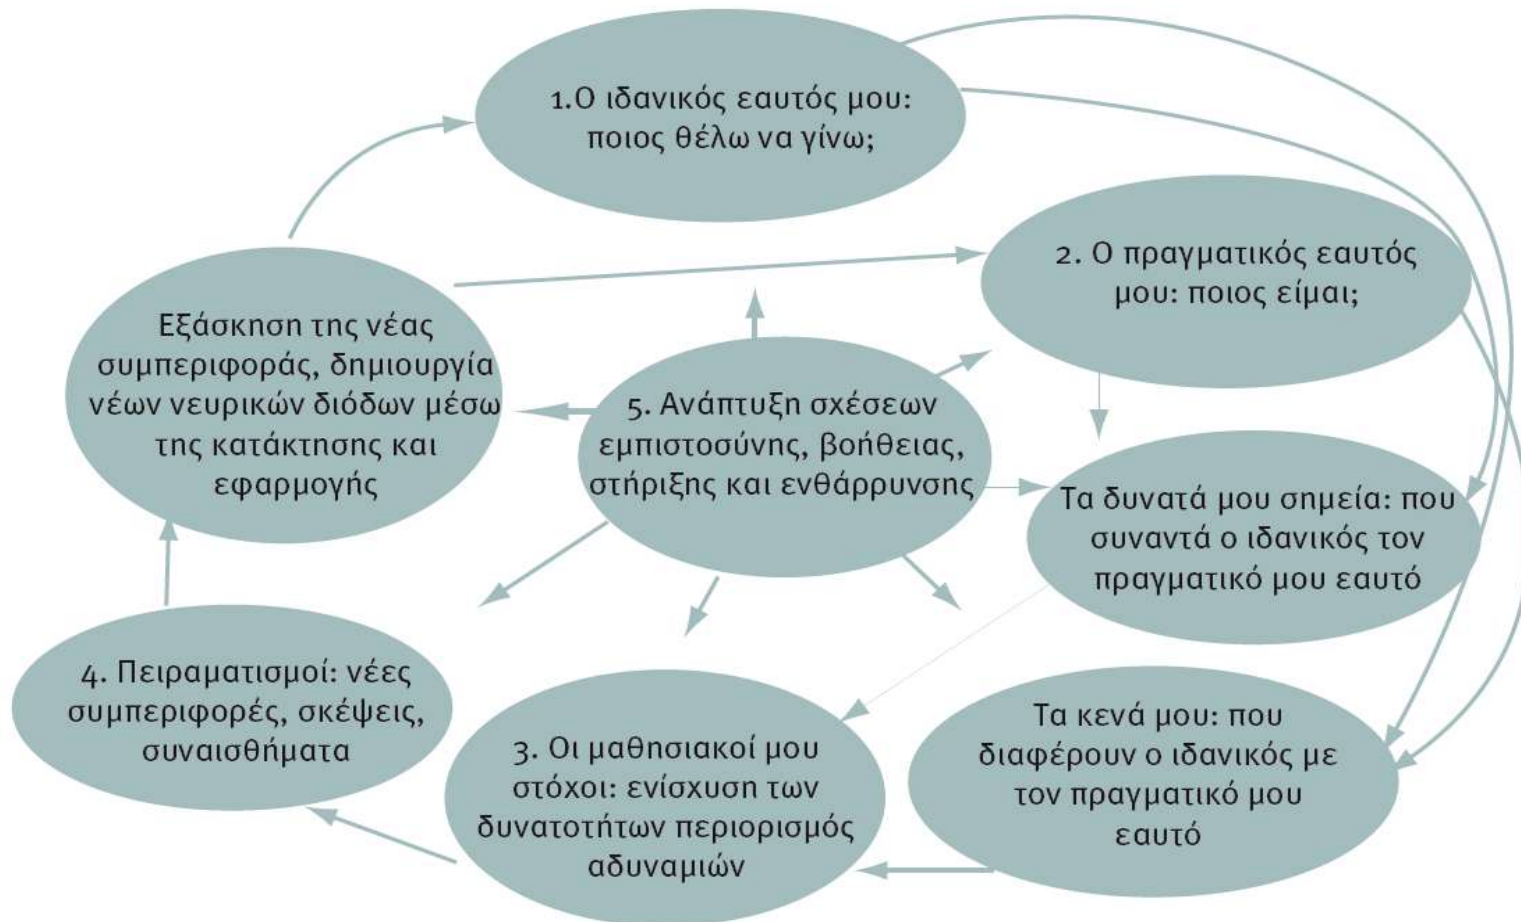 1.Ο ιδανικός εαυτός μου:
ποιος θέλω να γίνω;
2. Ο πραγματικός εαυτός
μου: ποιος είμαι;
Εξάσκηση της νέας
συμπεριφοράς, δημιουργία
νέων νευρικών διόδων μέσω
της κατάκτησης και
εφαρμογής
5. Ανάπτυξη σχέσεων
εμπιστοσύνης, βοήθειας,
στήριξης και ενθάρρυνσης
Τα δυνατά μου σημεία: που
συναντά ο ιδανικός τον
πραγματικό μου εαυτό
4. Πειραματισμοί: νέες
συμπεριφορές, σκέψεις,
συναισθήματα
3. Οι μαθησιακοί μου
στόχοι: ενίσχυση των
δυνατοτήτων περιορισμός
αδυναμιών
Τα κενά μου: που
διαφέρουν ο ιδανικός με
τον πραγματικό μου
εαυτό